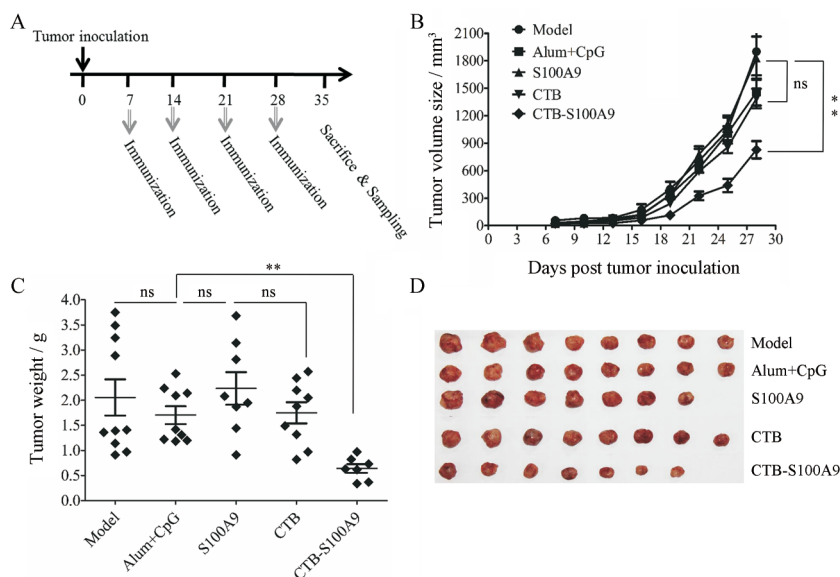 A
Tumor inoculation
0 7 14 21 28 35
Immunization
Immunization
Immunization
Immunization
Sacrifice & Sampling
B
Tumor volume size / mm³
2100
1800
1500
1200
900
600
300
0
0 3 6 9 12 15 18 21 24 27 30
Days post tumor inoculation
Model
Alum+CpG
S100A9
CTB
CTB-S100A9
ns
**
C
Tumor weight / g
4.0
3.5
3.0
2.5
2.0
1.5
1.0
0.5
0.0
ns
ns
ns
**
Model
Alum+CpG
S100A9
CTB
CTB-S100A9
D
Model
Alum+CpG
S100A9
CTB
CTB-S100A9